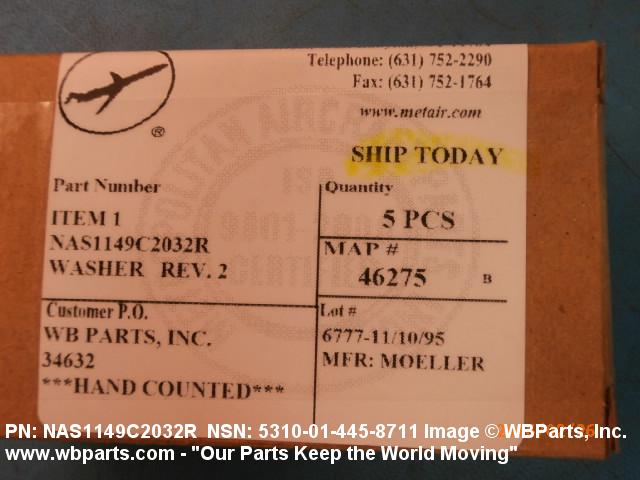 Telephone: (631) 752-2290
Fax: (631) 752-1764
www.metair.com
®
SHIP TODAY
Part Number
ITEM 1
NAS1149C2032R
WASHER REV. 2
Quantity
5 PCS
MAP #
46275 B
Customer P.O.
WB PARTS, INC.
34632
***HAND COUNTED***
Lot #
6777-11/10/95
MFR: MOELLER
PN: NAS1149C2032R NSN: 5310-01-445-8711 Image © WBParts, Inc.
www.wbparts.com - "Our Parts Keep the World Moving"